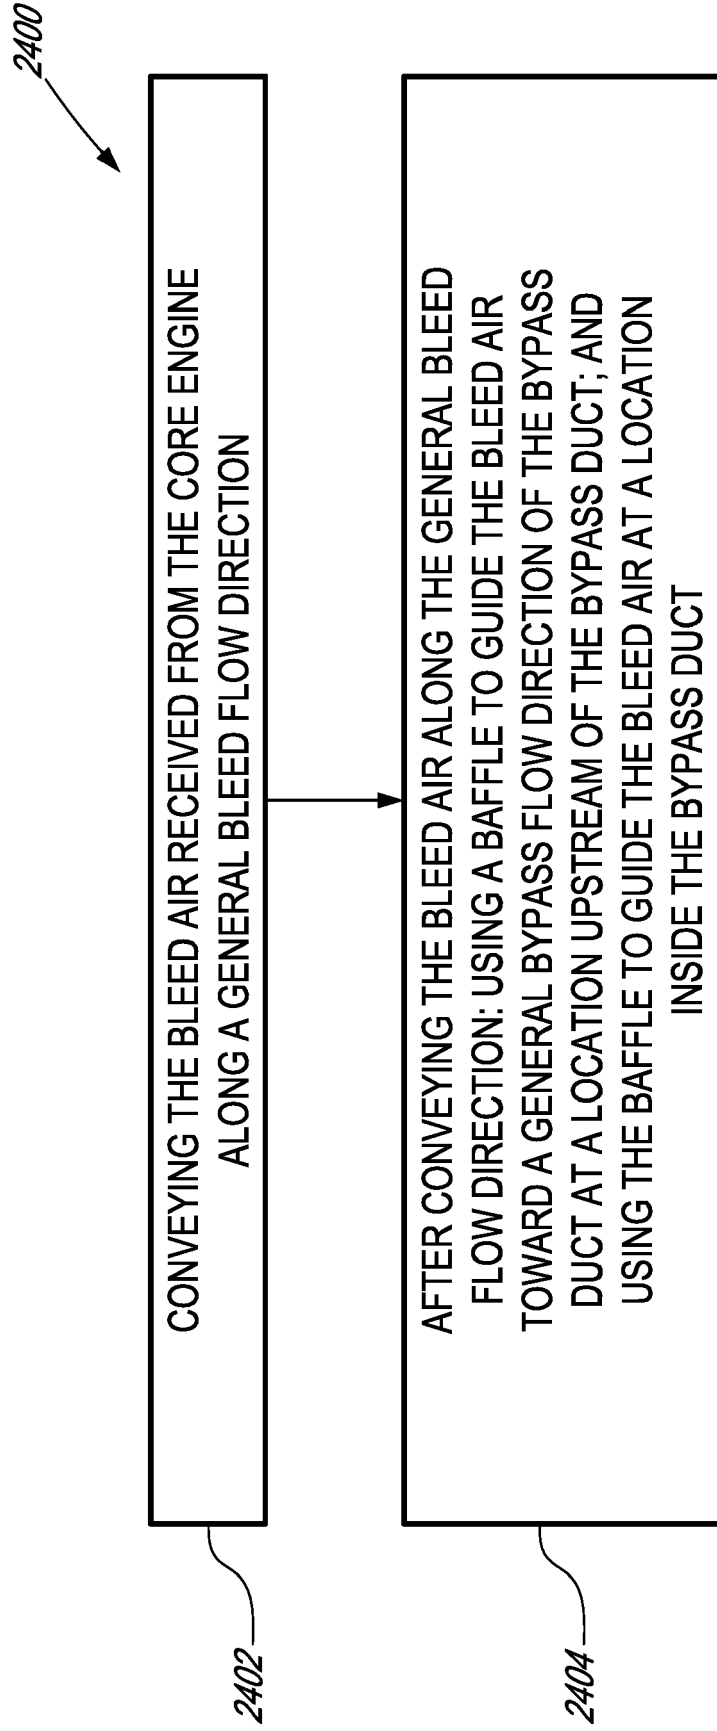 2400
CONVEYING THE BLEED AIR RECEIVED FROM THE CORE ENGINE
ALONG A GENERAL BLEED FLOW DIRECTION
2402
AFTER CONVEYING THE BLEED AIR ALONG THE GENERAL BLEED
FLOW DIRECTION: USING A BAFFLE TO GUIDE THE BLEED AIR
TOWARD A GENERAL BYPASS FLOW DIRECTION OF THE BYPASS
DUCT AT A LOCATION UPSTREAM OF THE BYPASS DUCT; AND
USING THE BAFFLE TO GUIDE THE BLEED AIR AT A LOCATION
INSIDE THE BYPASS DUCT
2404